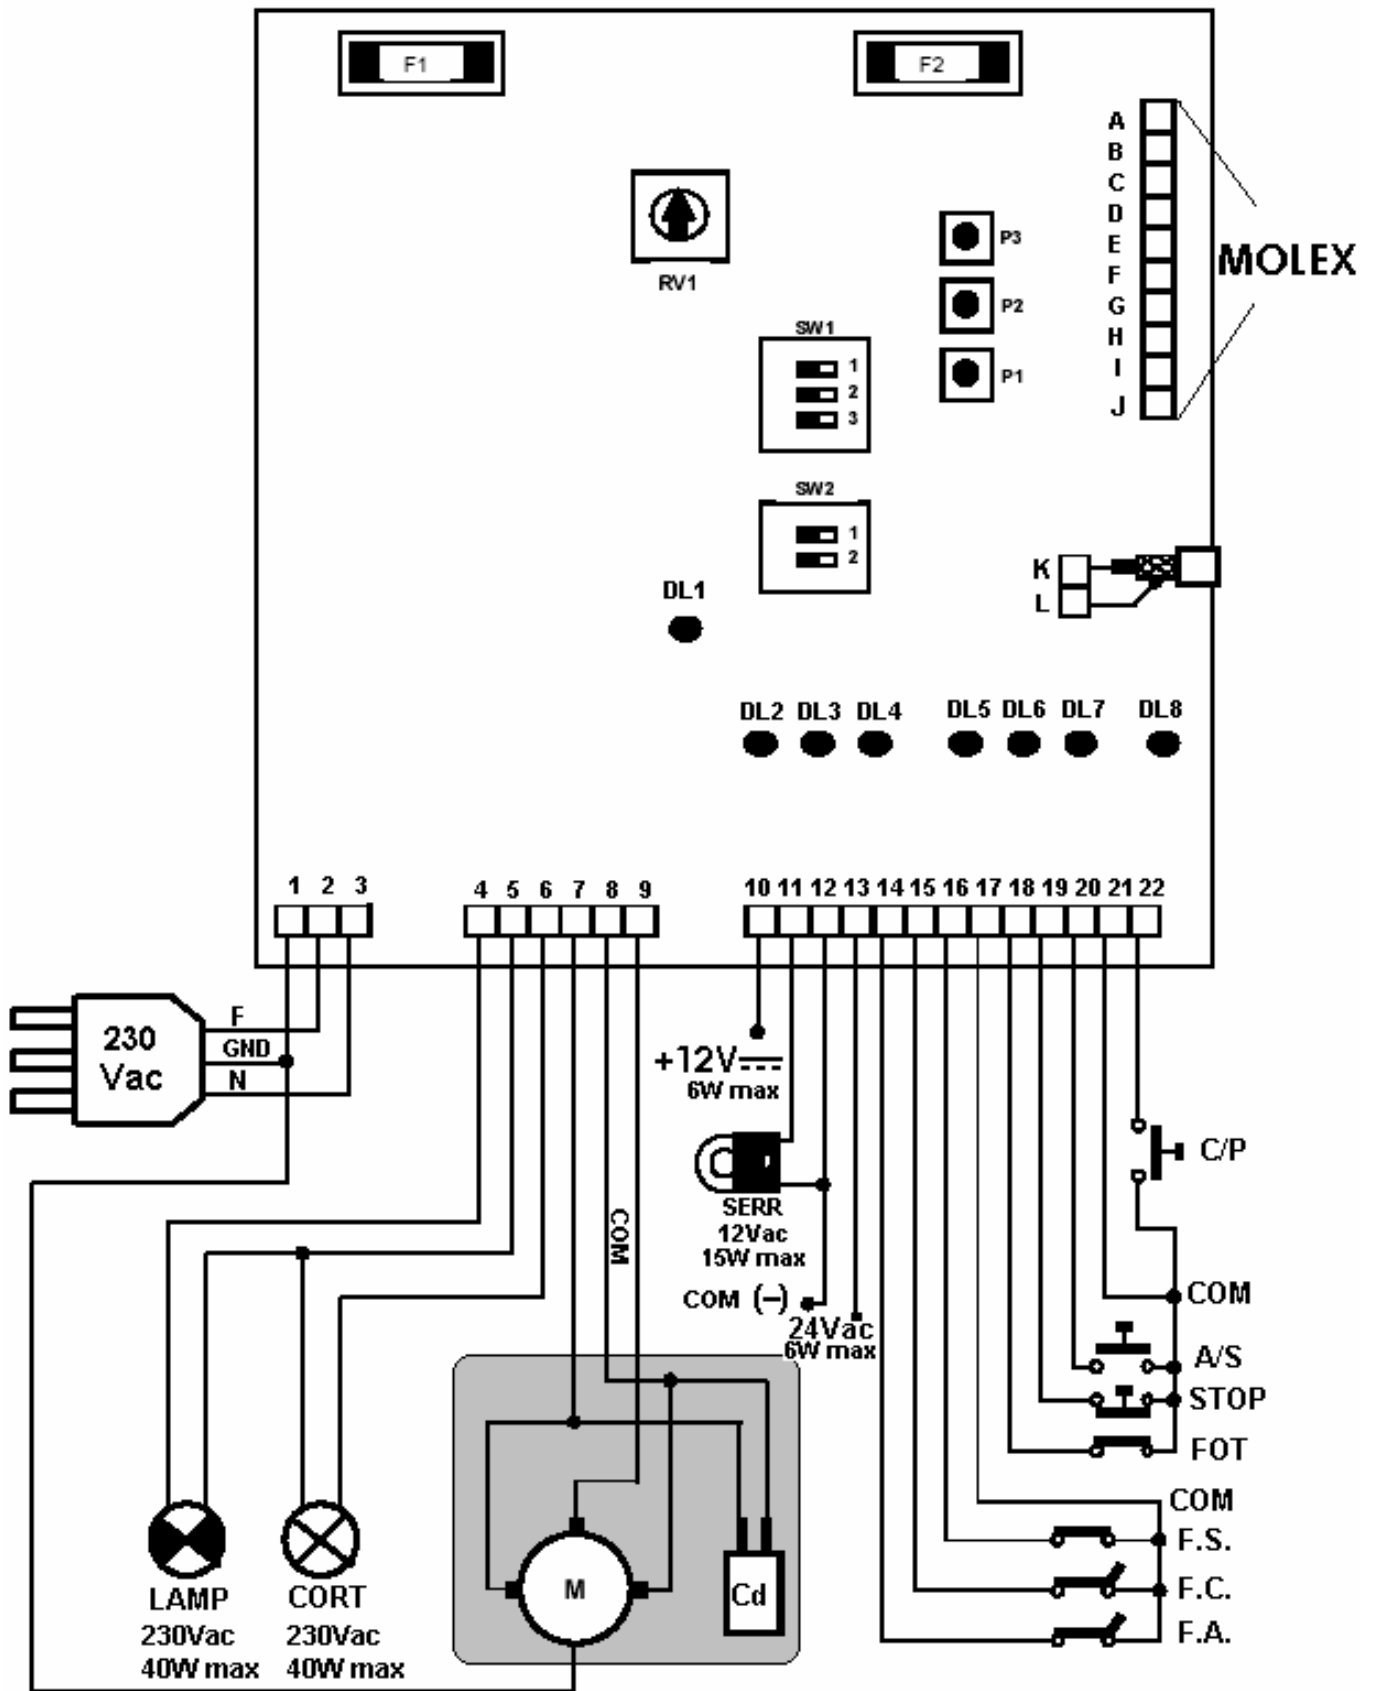 F1
F2
A
B
C
D
E
F
G
H
I
J
MOLEX
RV1
P3
P2
P1
SW1
1
2
3
SW2
1
2
K
L
DL1
DL2 DL3 DL4 DL5 DL6 DL7 DL8
1 2 3 4 5 6 7 8 9 10 11 12 13 14 15 16 17 18 19 20 21 22
230
Vac
F
GND
N
+12V
6W max
SERR
12Vac
15W max
COM (–)
24Vac
6W max
COM
C/P
COM
A/S
STOP
FOT
COM
F.S.
F.C.
F.A.
M
Cd
LAMP
230Vac
40W max
CORT
230Vac
40W max